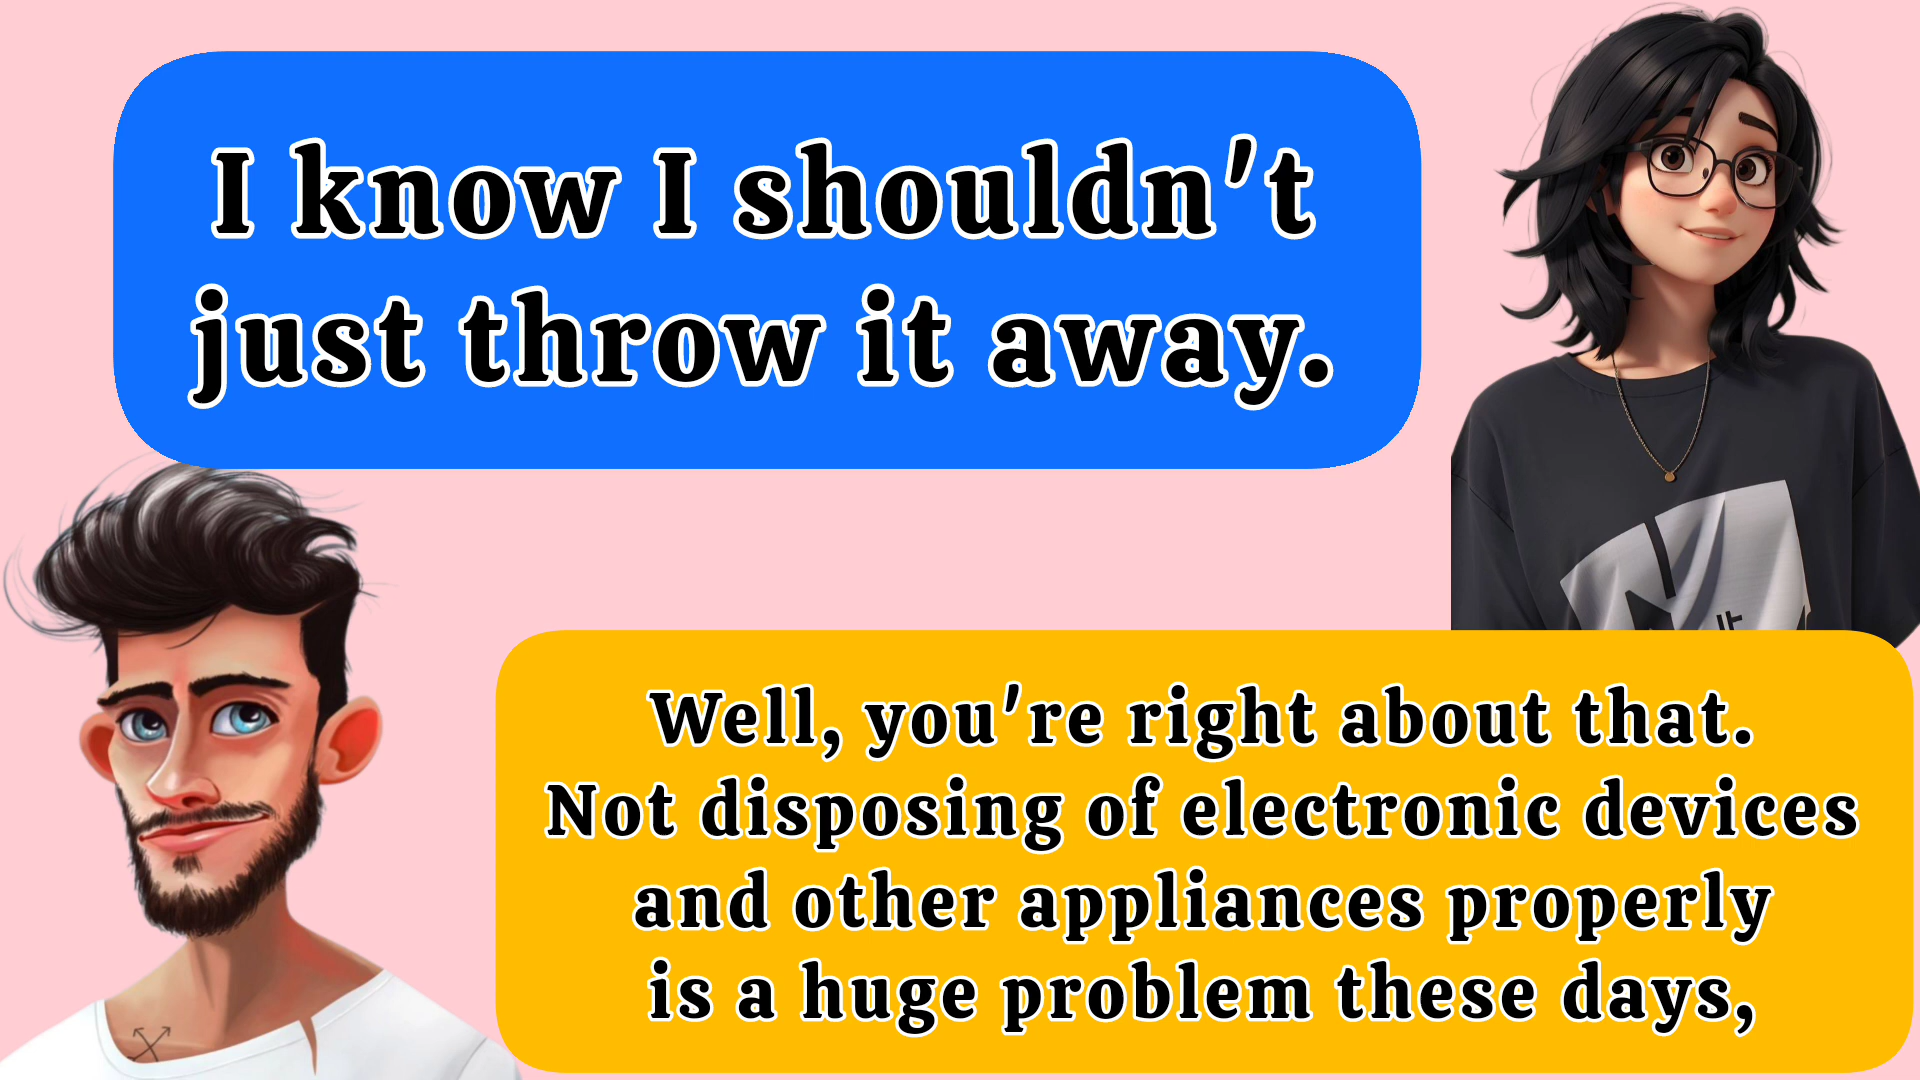 I know I shouldn't
just throw it away.
Well, you're right about that.
Not disposing of electronic devices
and other appliances properly
is a huge problem these days,